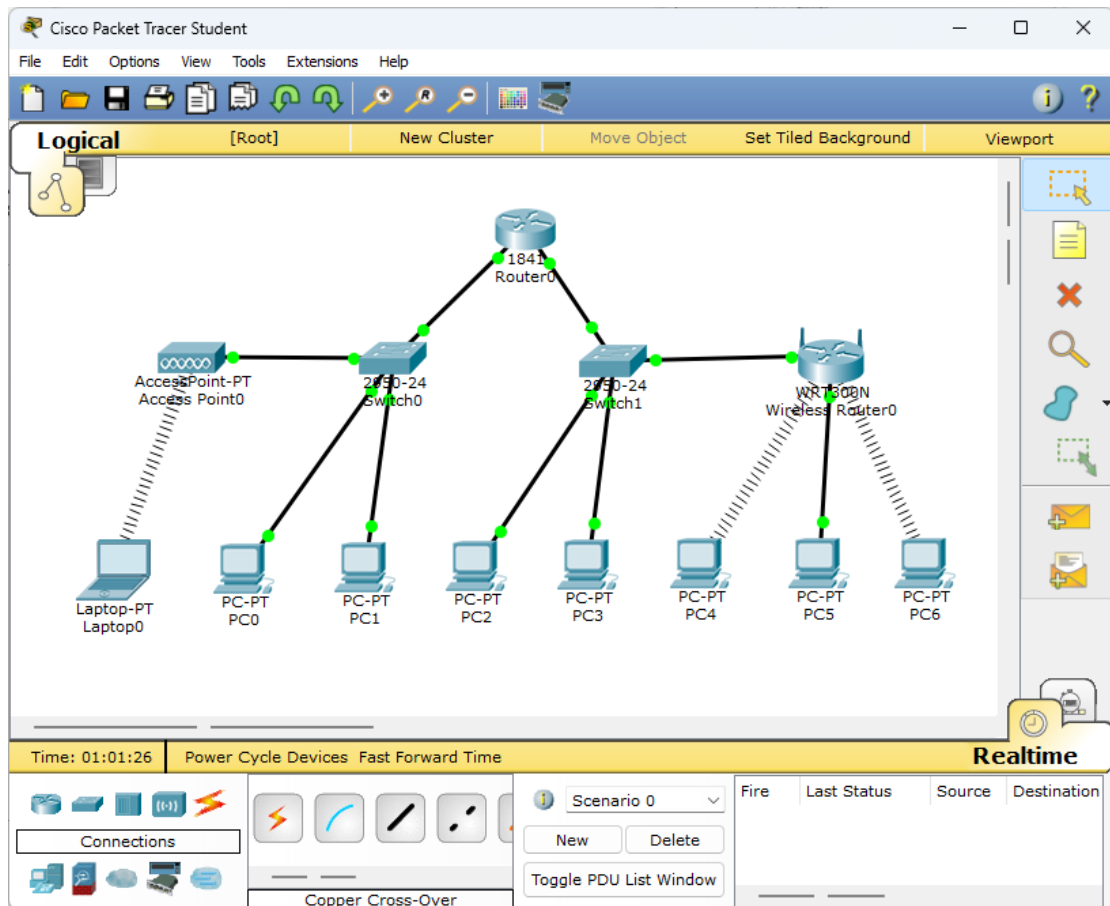 Cisco Packet Tracer Student
File Edit Options View Tools Extensions Help
Logical [Root] New Cluster Move Object Set Tiled Background Viewport
1841
Router0
AccessPoint-PT
Access Point0
2950-24
Switch0
2950-24
Switch1
WRT300N
Wireless Router0
Laptop-PT
Laptop0
PC-PT
PC0
PC-PT
PC1
PC-PT
PC2
PC-PT
PC3
PC-PT
PC4
PC-PT
PC5
PC-PT
PC6
Time: 01:01:26 Power Cycle Devices Fast Forward Time Realtime
Connections
Copper Cross-Over
Scenario 0
New Delete
Toggle PDU List Window
Fire Last Status Source Destination